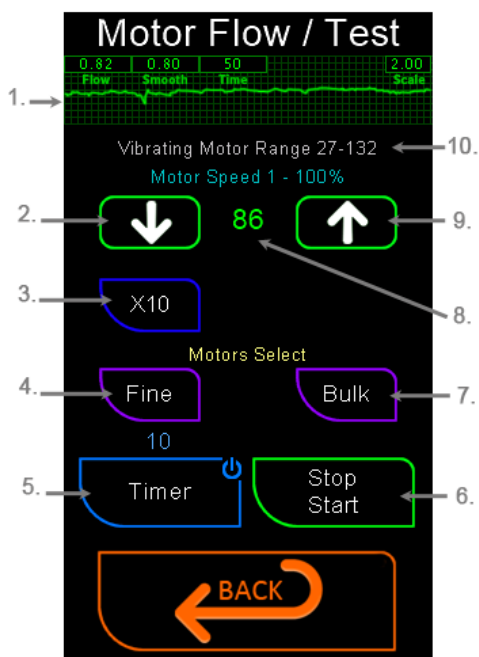 Motor Flow / Test
0.82 0.80 50 2.00
Flow Smooth Time Scale
1.
Vibrating Motor Range 27-132 10.
Motor Speed 1 - 100%
2. 86 9.
8.
3. X10
Motors Select
4. Fine Bulk 7.
10
5. Timer Stop Start 6.
BACK